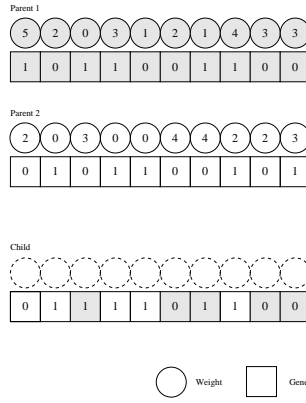 Parent 1
5 2 0 3 1 2 1 4 3 3
1 0 1 1 0 0 1 1 0 0
Parent 2
2 0 3 0 0 4 4 2 2 3
0 1 0 1 1 0 0 1 0 1
Child
0 1 1 1 1 0 1 1 0 0
Weight Gene